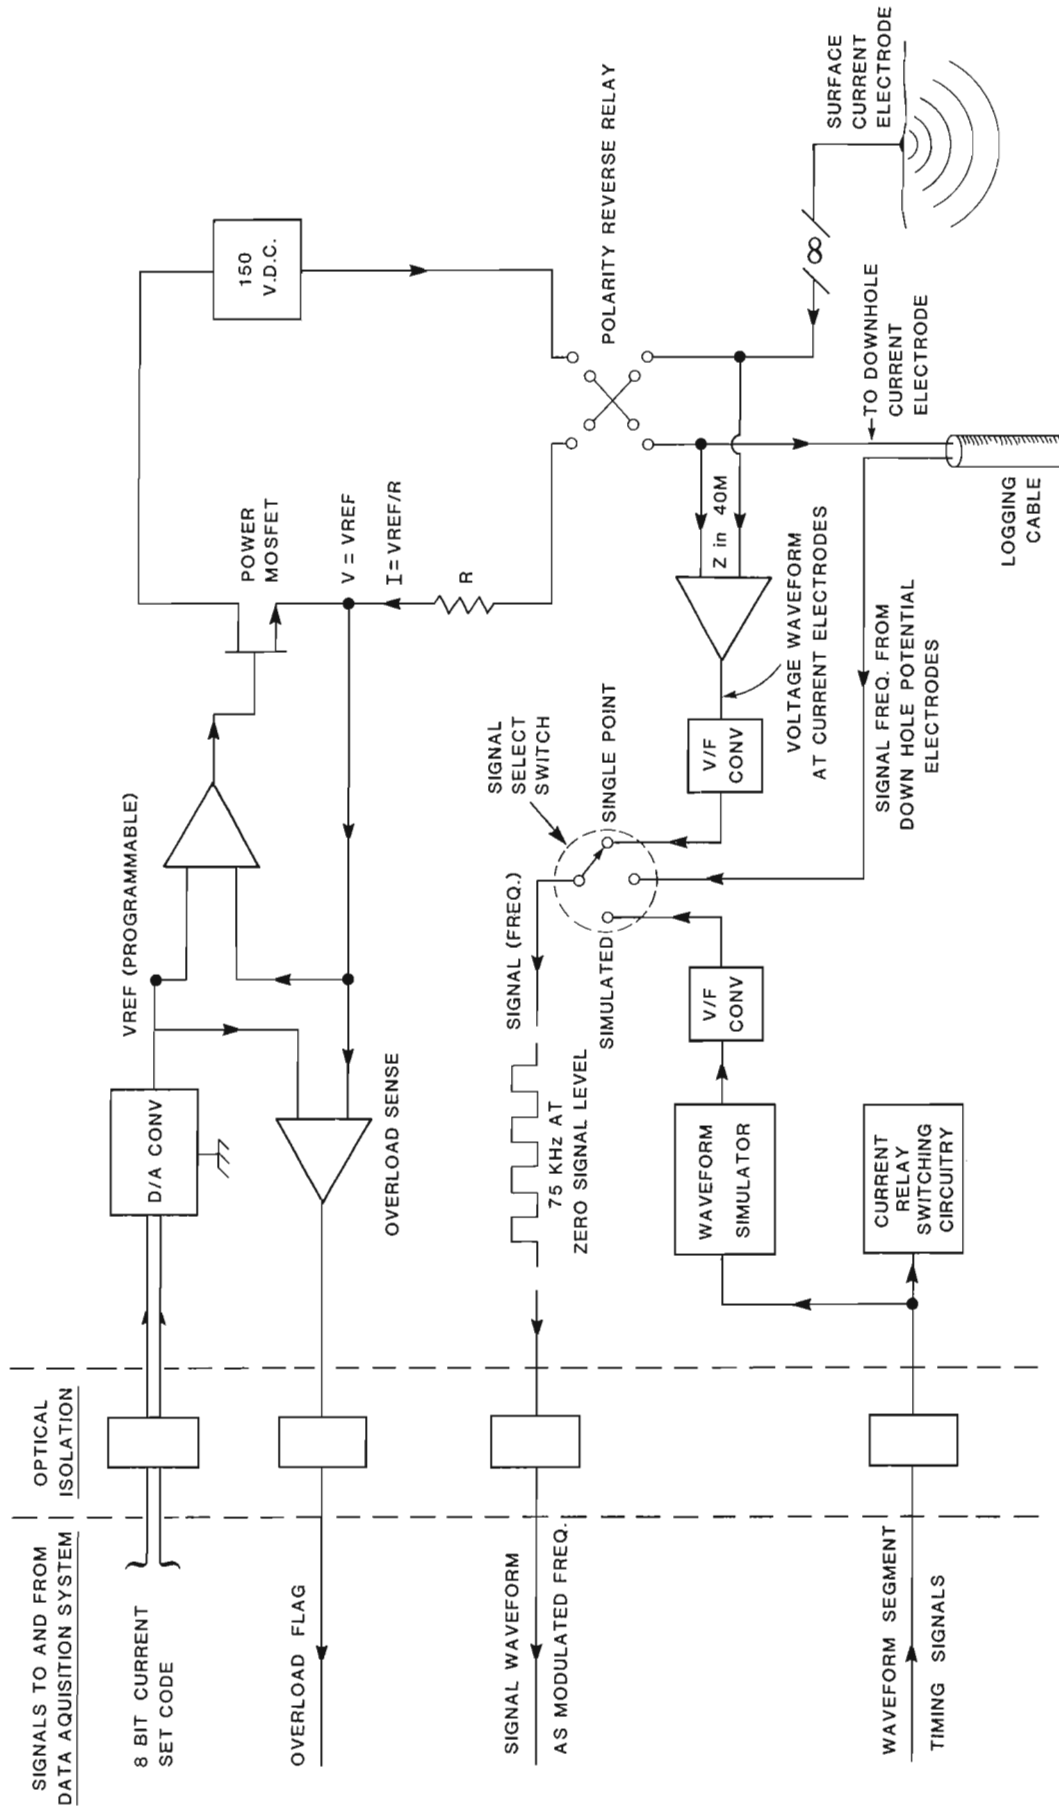 SIGNALS TO AND FROM
DATA AQUISITION SYSTEM
OPTICAL
ISOLATION
8 BIT CURRENT
SET CODE
D/A CONV
VREF (PROGRAMMABLE)
POWER
MOSFET
150
V.D.C.
V = VREF
I = VREF/R
R
OVERLOAD FLAG
OVERLOAD SENSE
POLARITY REVERSE RELAY
SIGNAL WAVEFORM
AS MODULATED FREQ.
75 KHz AT
ZERO SIGNAL LEVEL
SIGNAL (FREQ.)
SIGNAL
SELECT
SWITCH
SIMULATED
SINGLE POINT
V/F
CONV
V/F
CONV
Z in 40M
VOLTAGE WAVEFORM
AT CURRENT ELECTRODES
SURFACE
CURRENT
ELECTRODE
TO DOWNHOLE
CURRENT
ELECTRODE
SIGNAL FREQ. FROM
DOWN HOLE POTENTIAL
ELECTRODES
LOGGING
CABLE
WAVEFORM
SIMULATOR
CURRENT
RELAY
SWITCHING
CIRCUITRY
WAVEFORM SEGMENT
TIMING SIGNALS